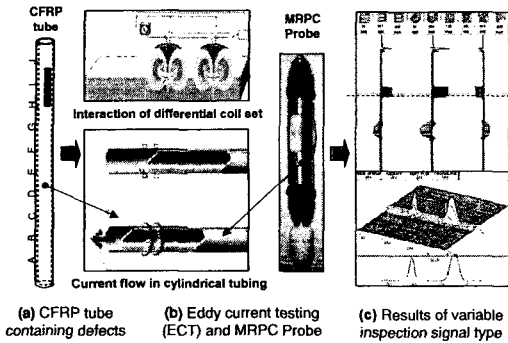 CFRP
tube
MRPC
Probe
Interaction of differential coil set
J
I
H
G
F
E
D
C
B
A
Current flow in cylindrical tubing
(a) CFRP tube
containing defects
(b) Eddy current testing
(ECT) and MRPC Probe
(c) Results of variable
inspection signal type